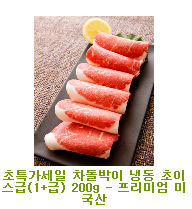 초특가세일 차돌박이 냉동 초이
스급(1+급) 200g - 프리미엄 미
국산